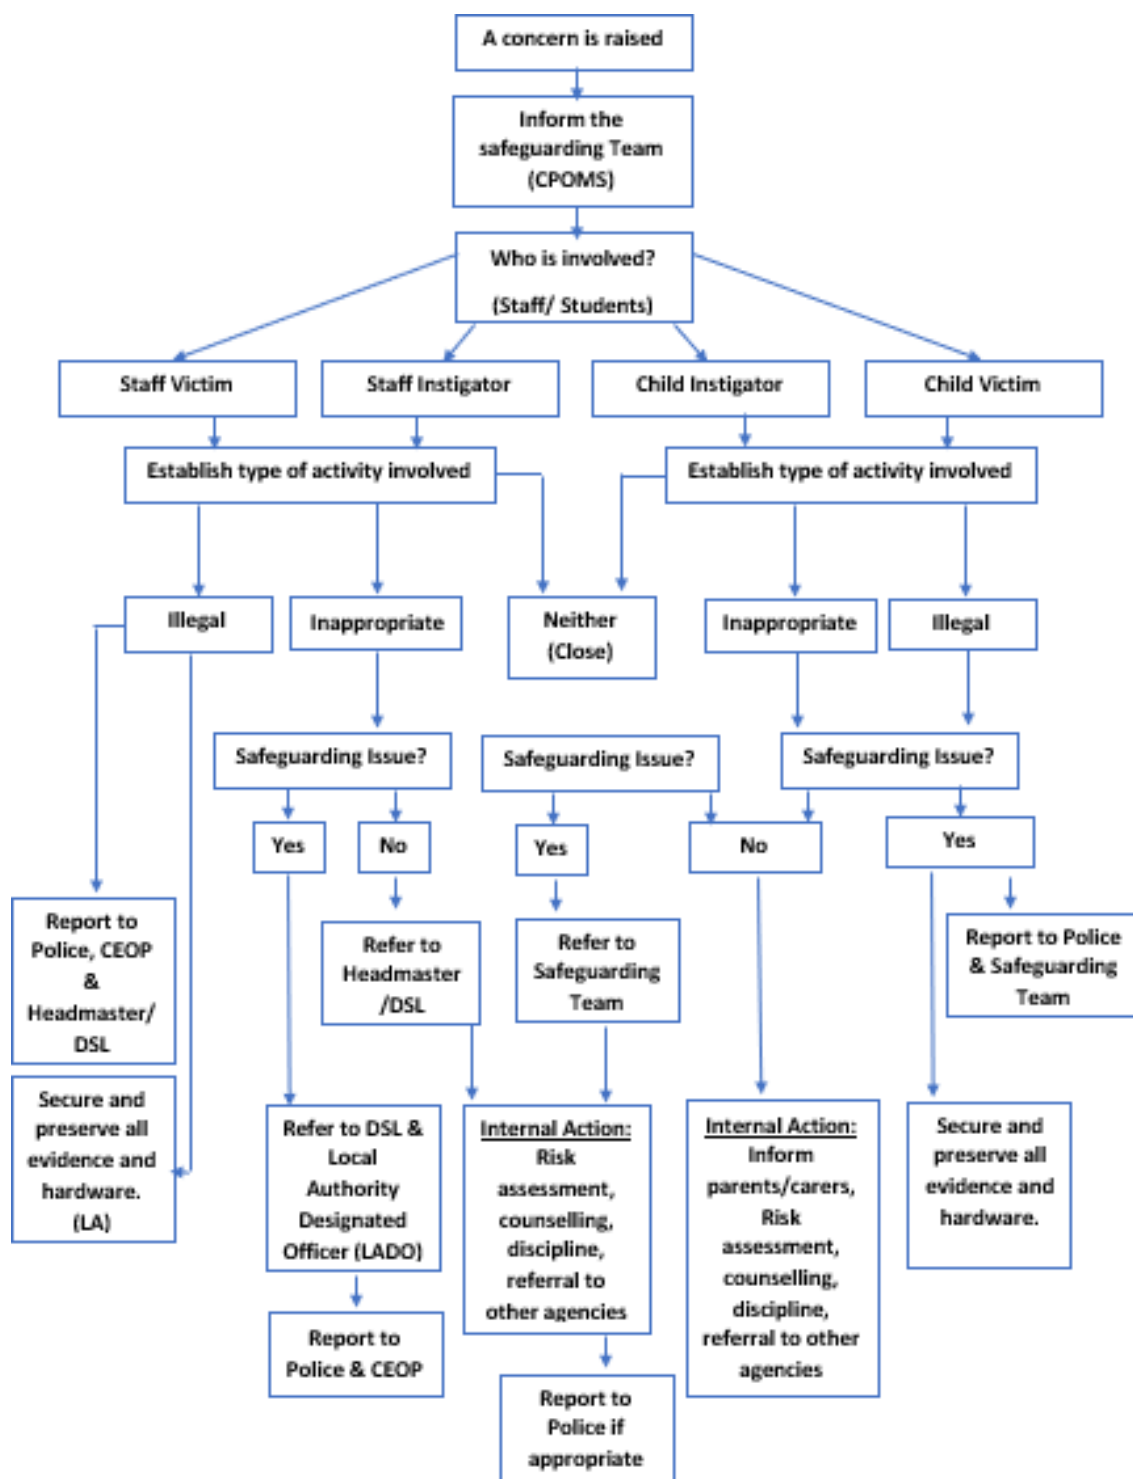 A concern is raised
Inform the
safeguarding Team
(CPOMS)
Who is involved?
(Staff/ Students)
Staff Victim
Staff Instigator
Child Instigator
Child Victim
Establish type of activity involved
Establish type of activity involved
Illegal
Inappropriate
Neither
(Close)
Inappropriate
Illegal
Safeguarding Issue?
Safeguarding Issue?
Safeguarding Issue?
Yes
No
Yes
No
Yes
Report to
Police, CEOP
&
Headmaster/
DSL
Refer to
Headmaster
/DSL
Refer to
Safeguarding
Team
Report to Police
& Safeguarding
Team
Secure and
preserve all
evidence and
hardware.
(LA)
Refer to DSL &
Local
Authority
Designated
Officer (LADO)
Internal Action:
Risk
assessment,
counselling,
discipline,
referral to
other agencies
Internal Action:
Inform
parents/carers,
Risk
assessment,
counselling,
discipline,
referral to other
agencies
Secure and
preserve all
evidence and
hardware.
Report to
Police & CEOP
Report to
Police if
appropriate